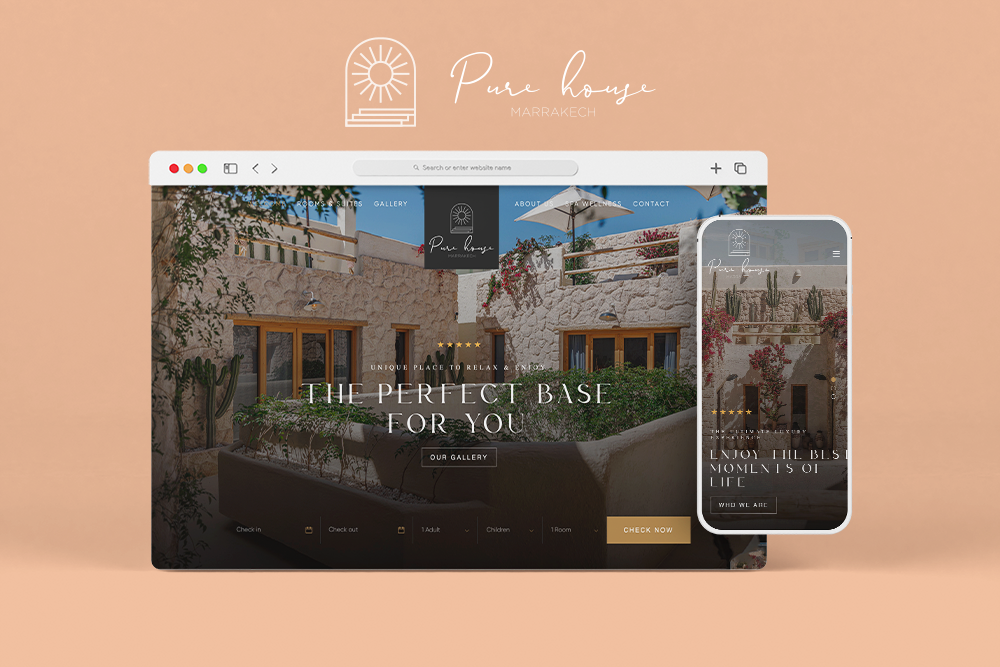 Pure house
MARRAKECH
Search or enter website name
ROOMS & SUITES GALLERY
Pure house
MARRAKECH
ABOUT US SPA WELLNESS CONTACT
UNIQUE PLACE TO RELAX & ENJOY
THE PERFECT BASE
FOR YOU
OUR GALLERY
Check in
Check out
1 Adult
Children
1 Room
CHECK NOW
Pure house
THE ULTIMATE LUXURY
EXPERIENCE
ENJOY THE BEST
MOMENTS OF
LIFE
WHO WE ARE